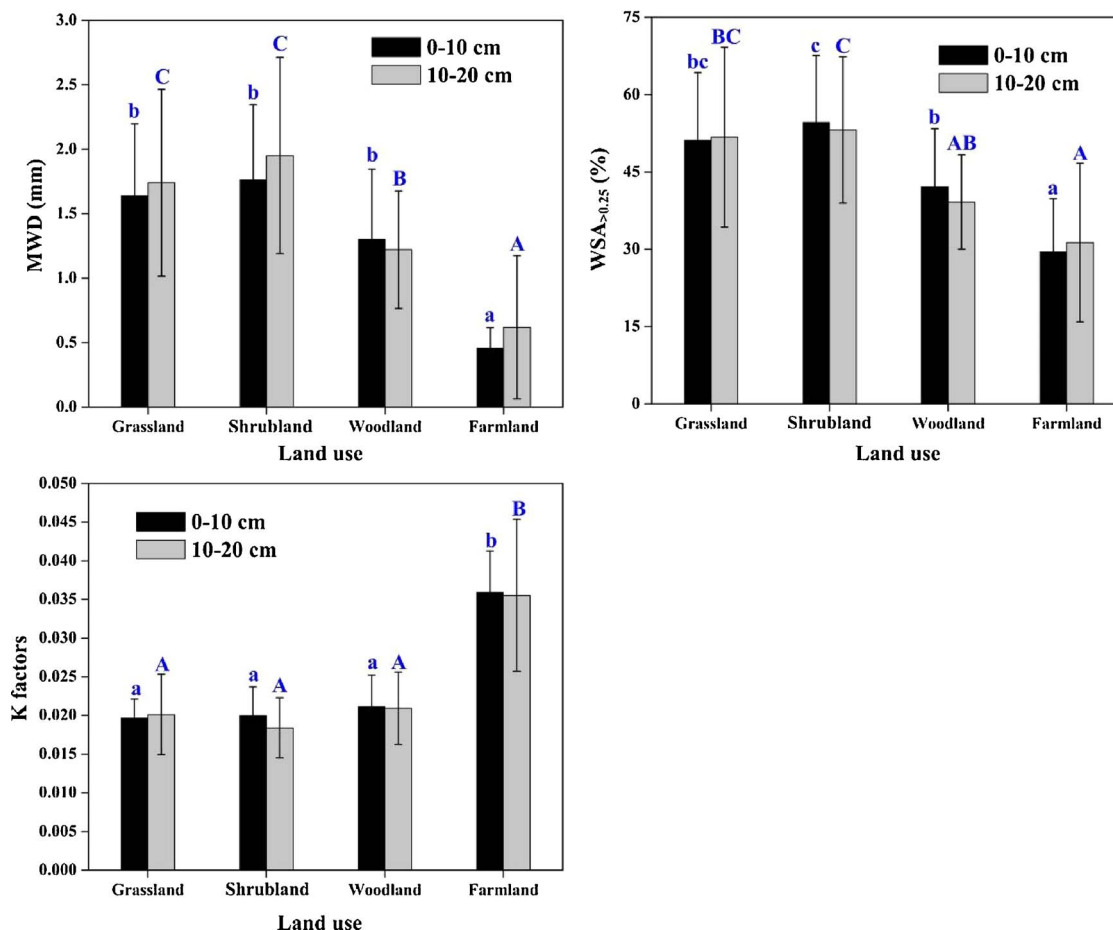 MWD (mm)
3.0
2.5
2.0
1.5
1.0
0.5
0.0
0-10 cm
10-20 cm
b
C
b
C
b
B
a
A
Grassland
Shrubland
Woodland
Farmland
Land use
WSA>0.25 (%)
75
60
45
30
15
0
0-10 cm
10-20 cm
bc
BC
c
C
b
AB
a
A
Grassland
Shrubland
Woodland
Farmland
Land use
K factors
0.050
0.045
0.040
0.035
0.030
0.025
0.020
0.015
0.010
0.005
0.000
0-10 cm
10-20 cm
a
A
a
A
a
A
b
B
Grassland
Shrubland
Woodland
Farmland
Land use